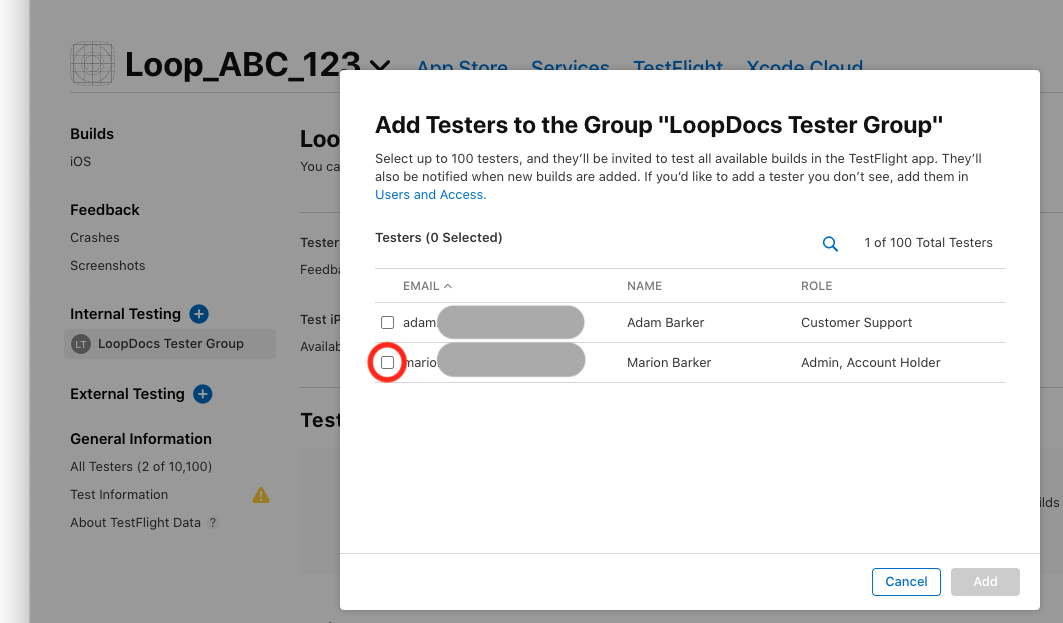 Loop_ABC_123
App Store Services TestFlight Xcode Cloud
Builds
iOS
Feedback
Crashes
Screenshots
Internal Testing
LT LoopDocs Tester Group
External Testing
General Information
All Testers (2 of 10,100)
Test Information
About TestFlight Data ?
Loo
You ca
Tester
Feedba
Test iP
Availab
Test
ilds
Add Testers to the Group "LoopDocs Tester Group"
Select up to 100 testers, and they’ll be invited to test all available builds in the TestFlight app. They’ll
also be notified when new builds are added. If you’d like to add a tester you don’t see, add them in
Users and Access.
Testers (0 Selected)
1 of 100 Total Testers
EMAIL NAME ROLE
adam. Adam Barker Customer Support
mario Marion Barker Admin, Account Holder
Cancel Add